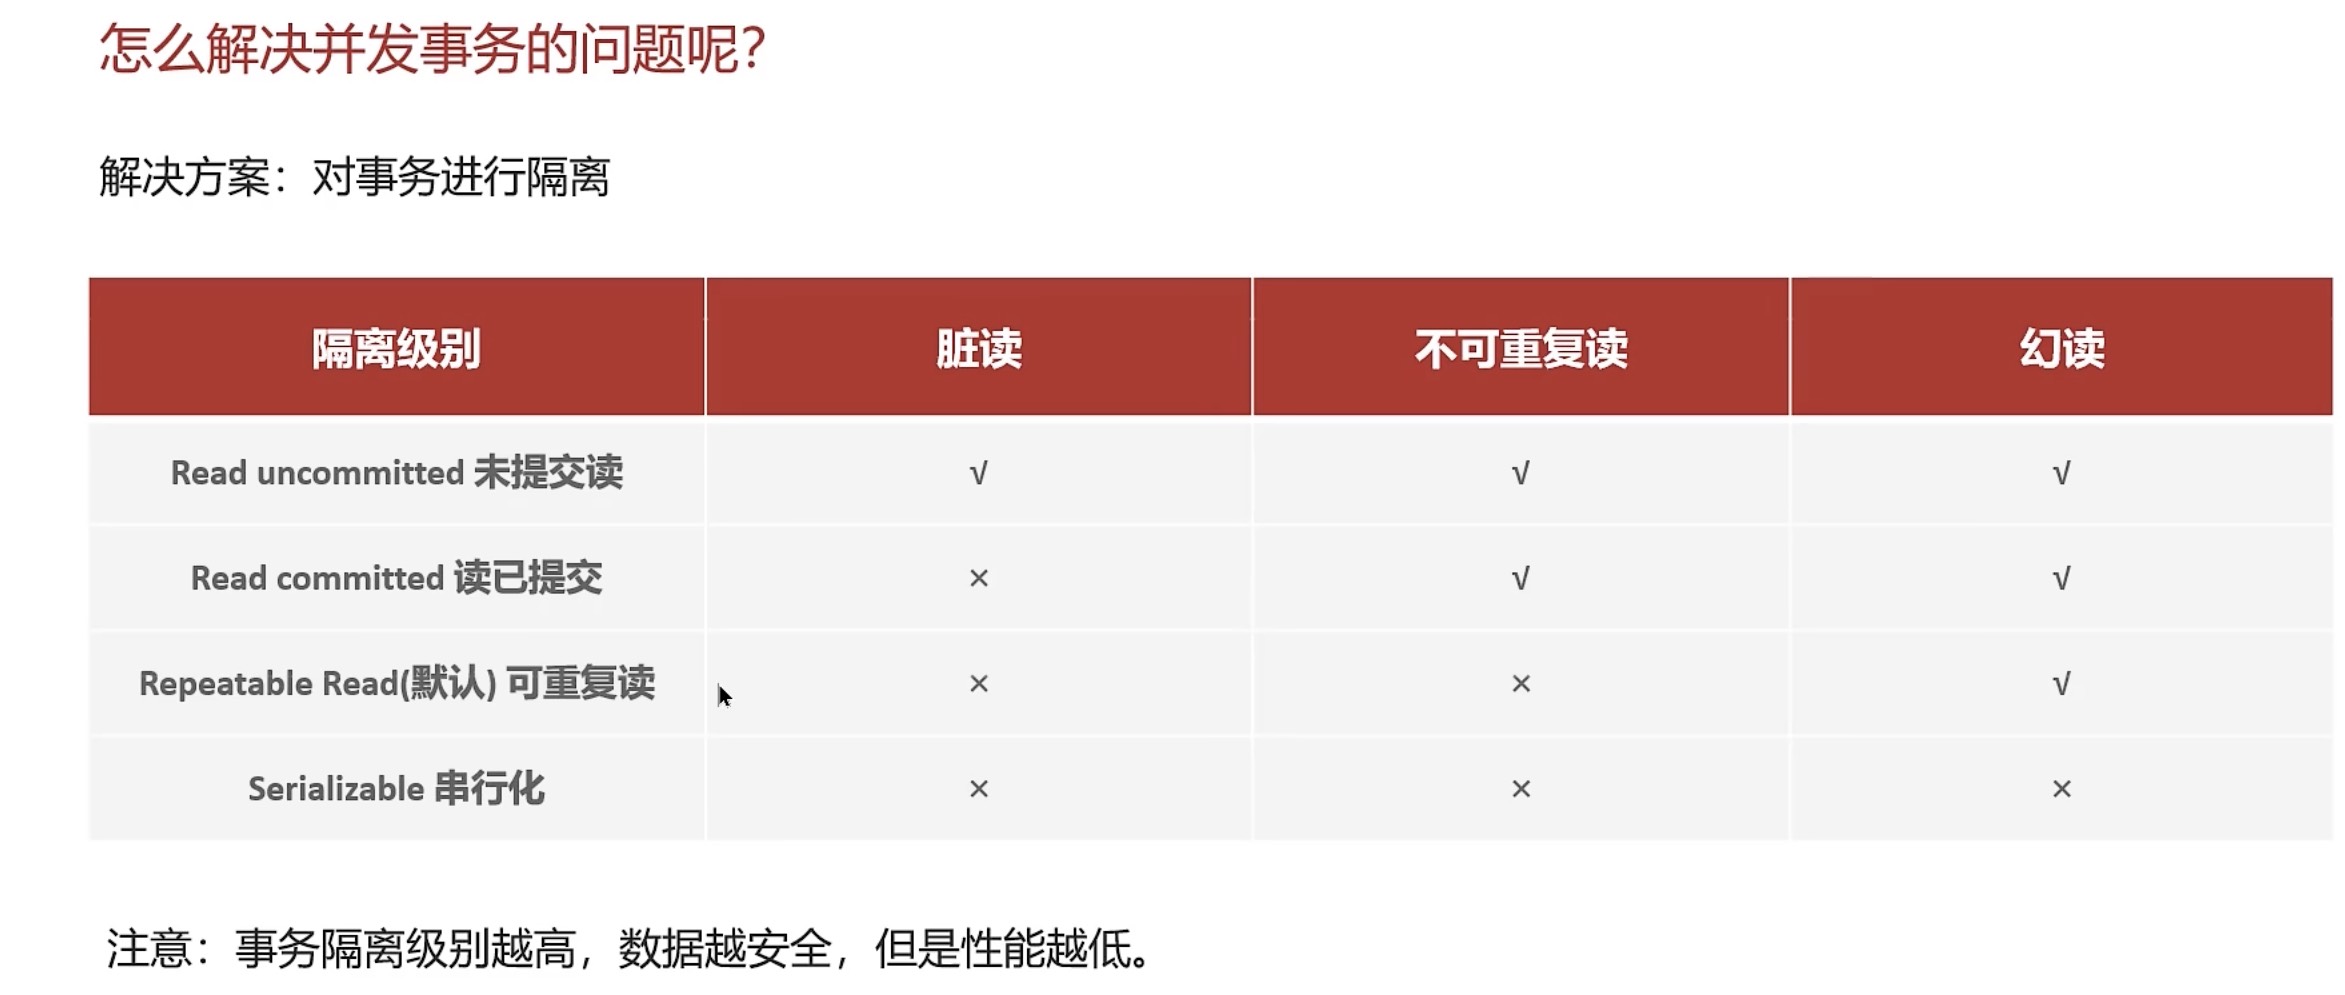 怎么解决并发事务的问题呢？
解决方案：对事务进行隔离
隔离级别 脏读 不可重复读 幻读
Read uncommitted 未提交读 √ √ √
Read committed 读已提交 × √ √
Repeatable Read(默认) 可重复读 × × √
Serializable 串行化 × × ×
注意：事务隔离级别越高，数据越安全，但是性能越低。